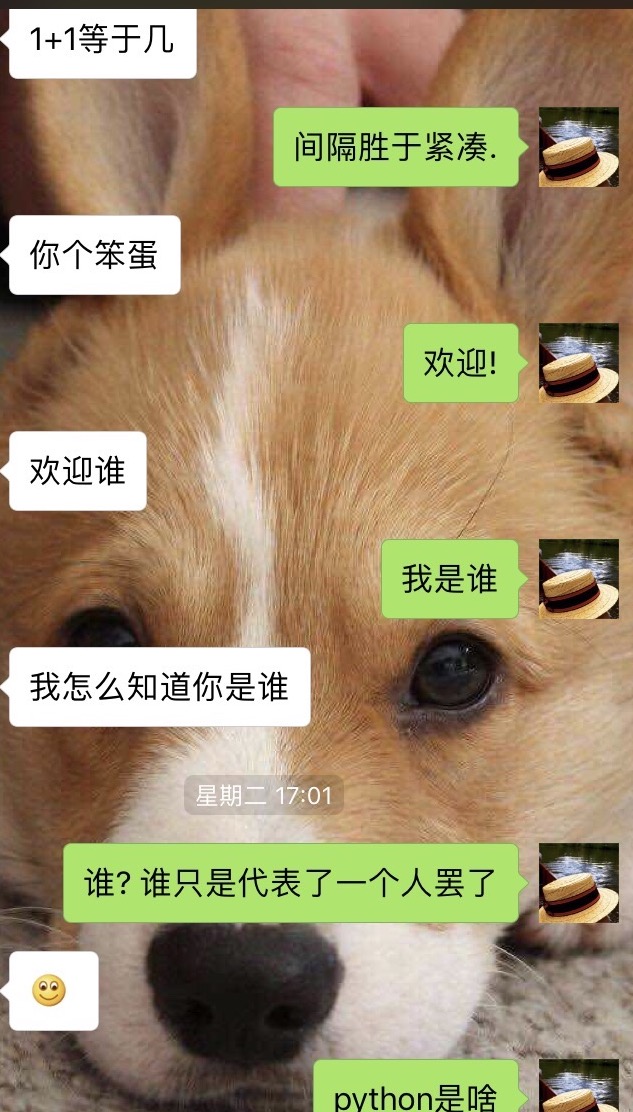 1+1等于几
间隔胜于紧凑.
你个笨蛋
欢迎!
欢迎谁
我是谁
我怎么知道你是谁
星期二 17:01
谁? 谁只是代表了一个人罢了
python是啥